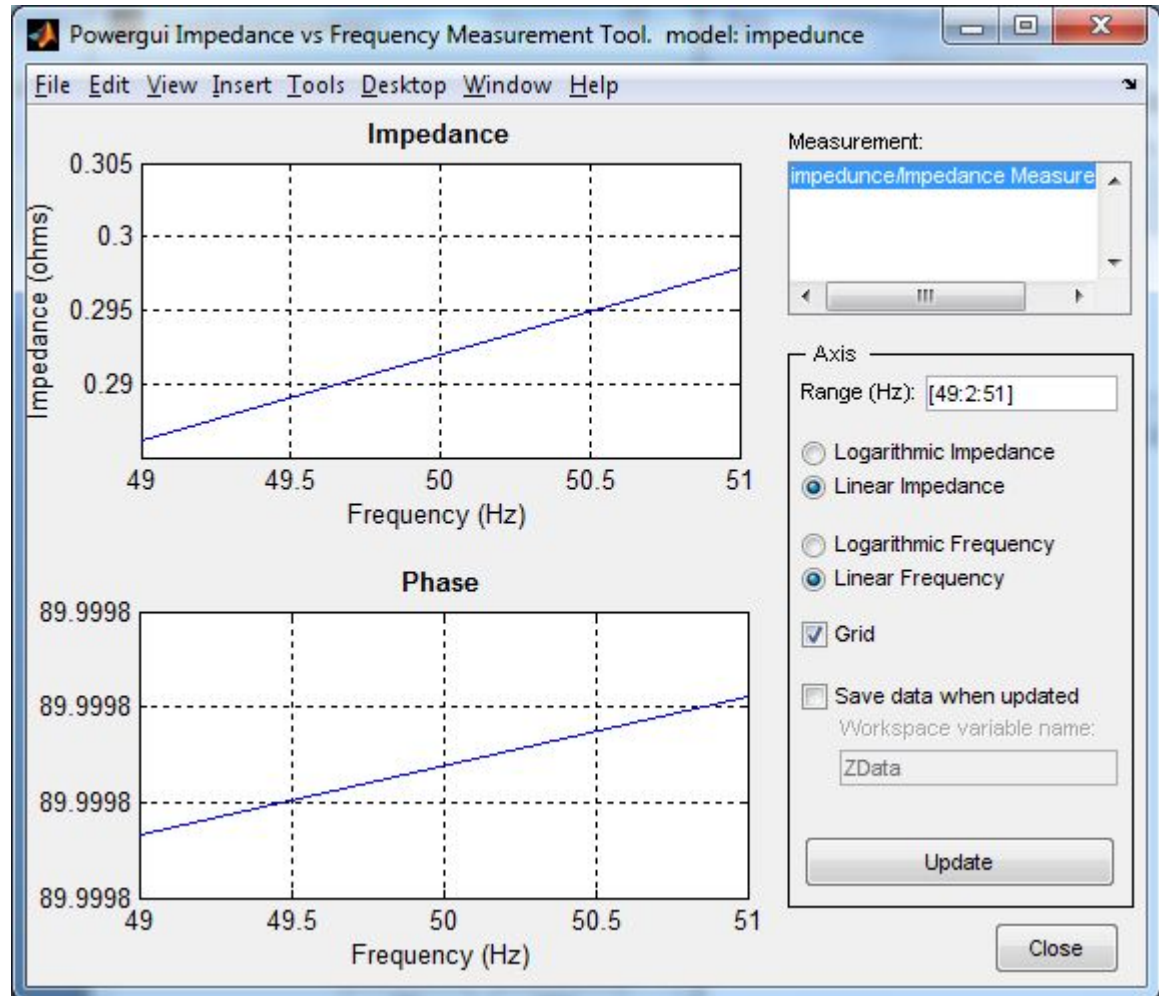 Powergui Impedance vs Frequency Measurement Tool. model: impedunce
File Edit View Insert Tools Desktop Window Help
Impedance
0.305
0.3
0.295
0.29
Impedance (ohms)
49 49.5 50 50.5 51
Frequency (Hz)
Phase
89.9998
89.9998
89.9998
89.9998
49 49.5 50 50.5 51
Frequency (Hz)
Measurement:
impedunce/Impedance Measure
Axis
Range (Hz): [49:2:51]
Logarithmic Impedance
Linear Impedance
Logarithmic Frequency
Linear Frequency
Grid
Save data when updated
Workspace variable name:
ZData
Update
Close